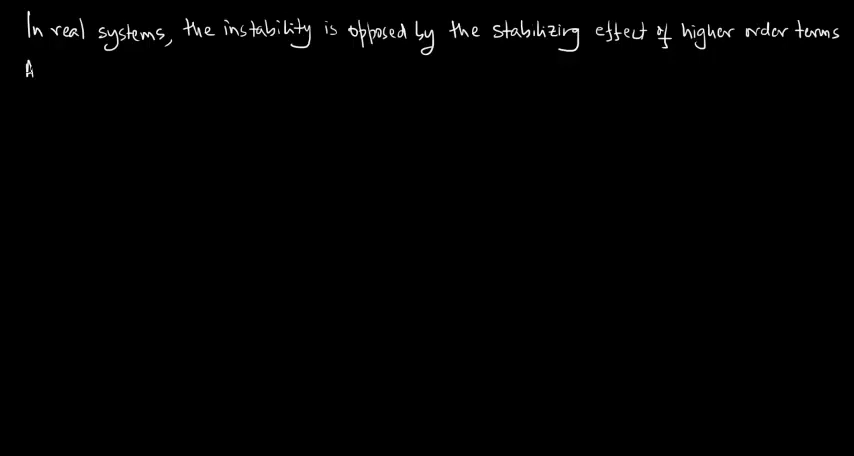 In real systems, the instability is opposed by the stabilizing effect of higher order terms
A